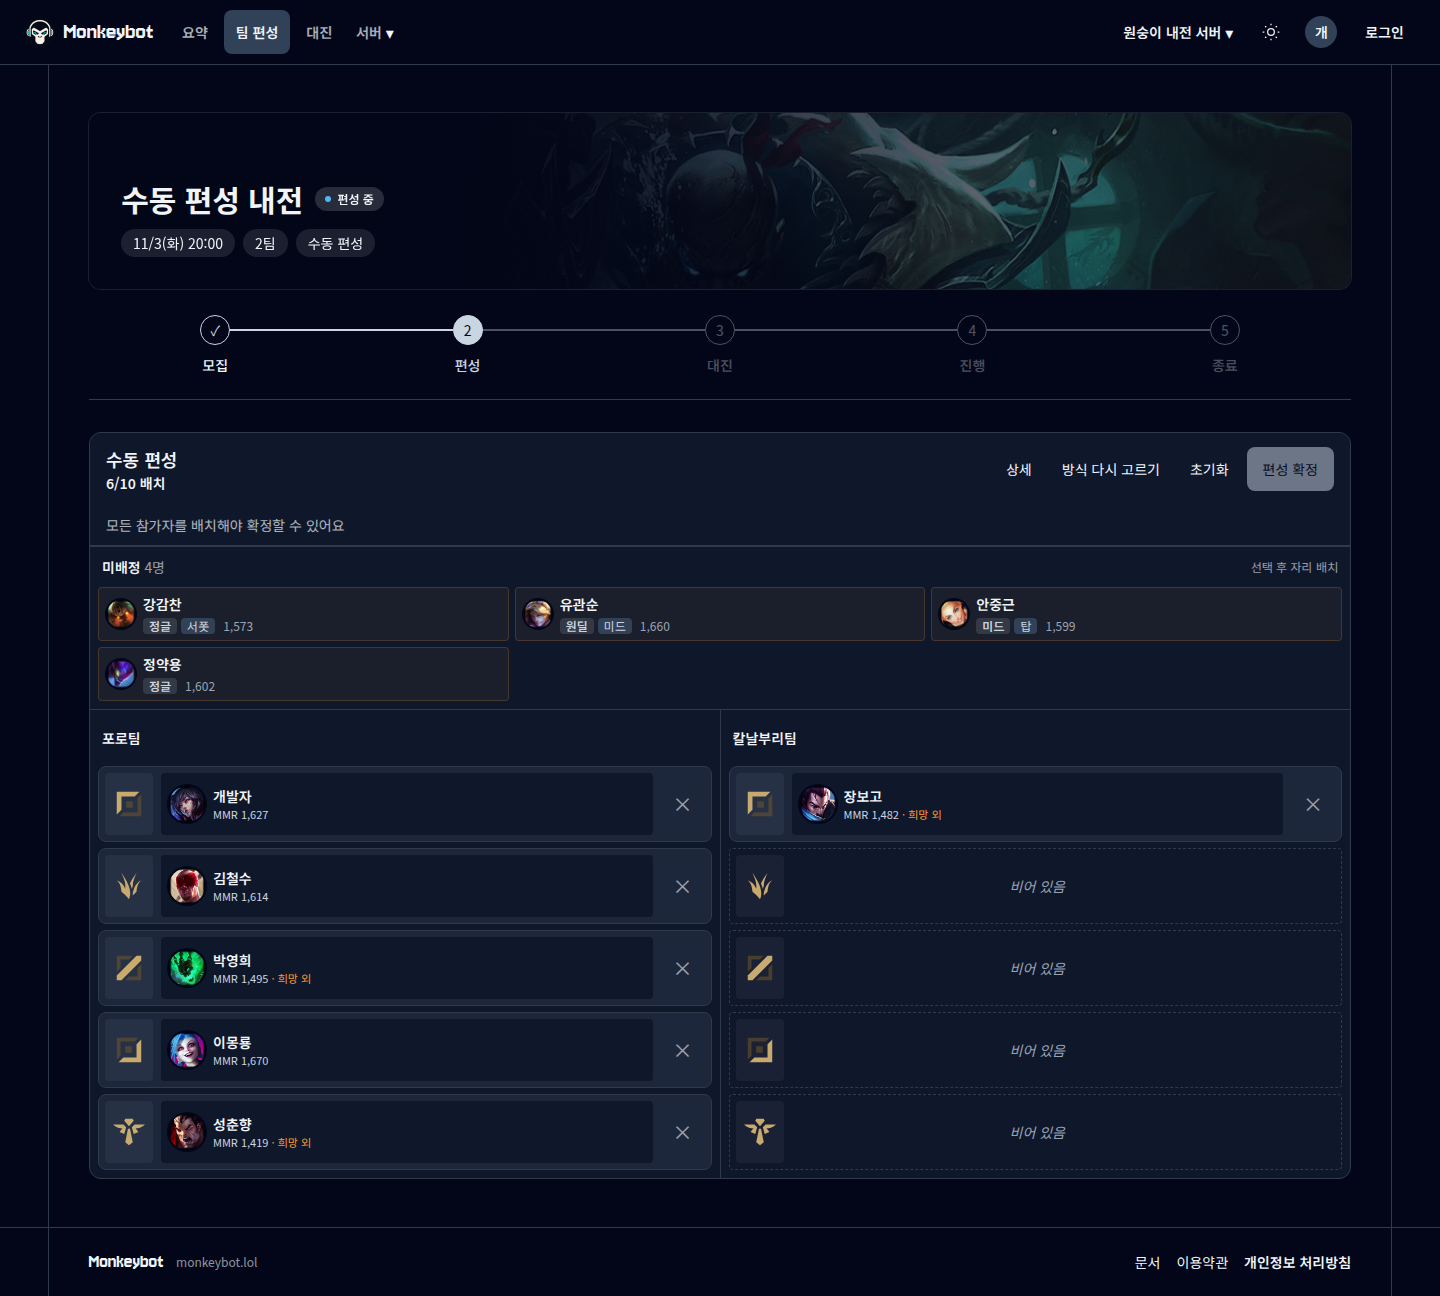 Monkeybot
요약
팀 편성
대진
서버 ▾
원숭이 내전 서버 ▾
개
로그인
수동 편성 내전
편성 중
11/3(화) 20:00
2팀
수동 편성
✓
2
3
4
5
모집
편성
대진
진행
종료
수동 편성
6/10 배치
상세
방식 다시 고르기
초기화
편성 확정
모든 참가자를 배치해야 확정할 수 있어요
미배정 4명
선택 후 자리 배치
강감찬
정글 서폿 1,573
유관순
원딜 미드 1,660
안중근
미드 탑 1,599
정약용
정글 1,602
포로팀
개발자
MMR 1,627
김철수
MMR 1,614
박영희
MMR 1,495 · 희망 외
이몽룡
MMR 1,670
성춘향
MMR 1,419 · 희망 외
칼날부리팀
장보고
MMR 1,482 · 희망 외
비어 있음
비어 있음
비어 있음
비어 있음
Monkeybot
monkeybot.lol
문서
이용약관
개인정보 처리방침